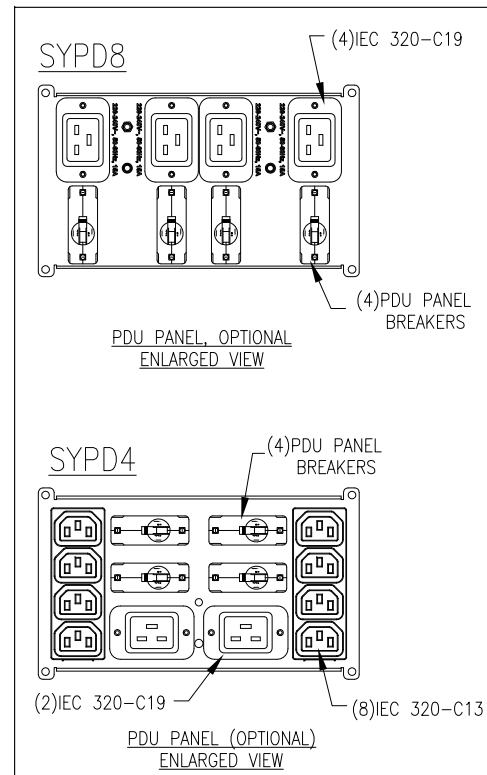 SYPD8
(4)IEC 320-C19
(4)PDU PANEL
BREAKERS
PDU PANEL, OPTIONAL
ENLARGED VIEW
SYPD4
(4)PDU PANEL
BREAKERS
(2)IEC 320-C19
(8)IEC 320-C13
PDU PANEL (OPTIONAL)
ENLARGED VIEW